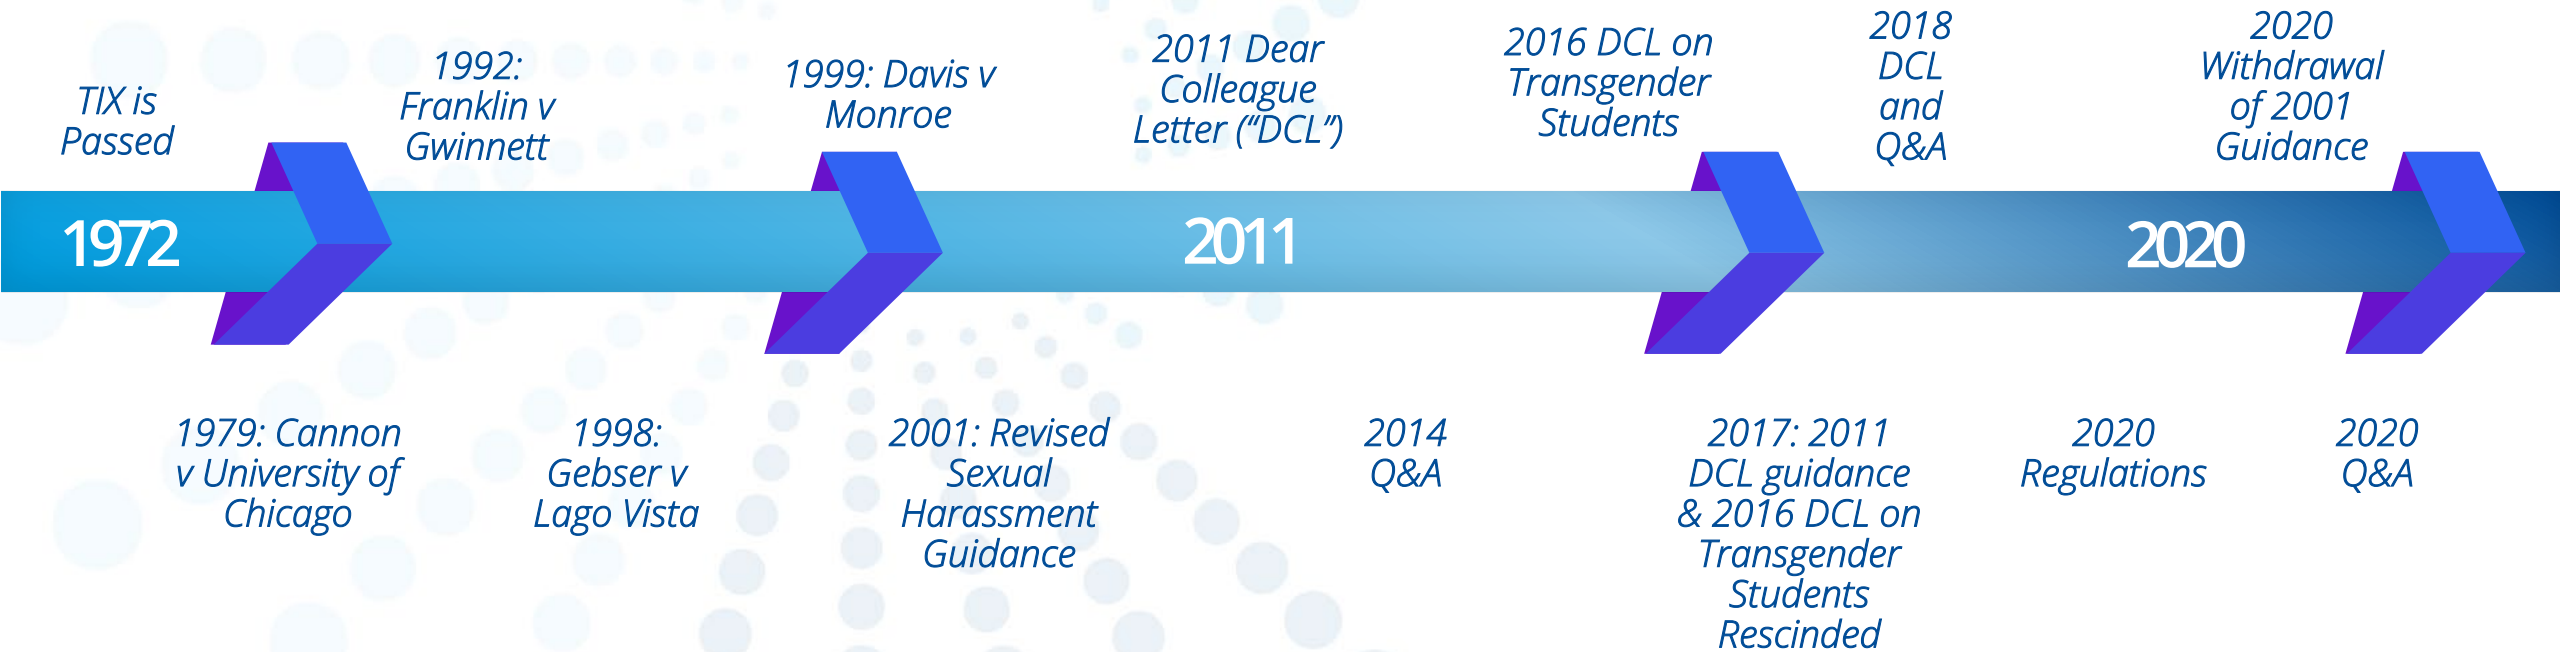 TIX is
Passed
1992:
Franklin v
Gwinnett
1999: Davis v
Monroe
2011 Dear
Colleague
Letter (“DCL”)
2016 DCL on
Transgender
Students
2018
DCL
and
Q&A
2020
Withdrawal
of 2001
Guidance
1972
2011
2020
1979: Cannon
v University of
Chicago
1998:
Gebser v
Lago Vista
2001: Revised
Sexual
Harassment
Guidance
2014
Q&A
2017: 2011
DCL guidance
& 2016 DCL on
Transgender
Students
Rescinded
2020
Regulations
2020
Q&A